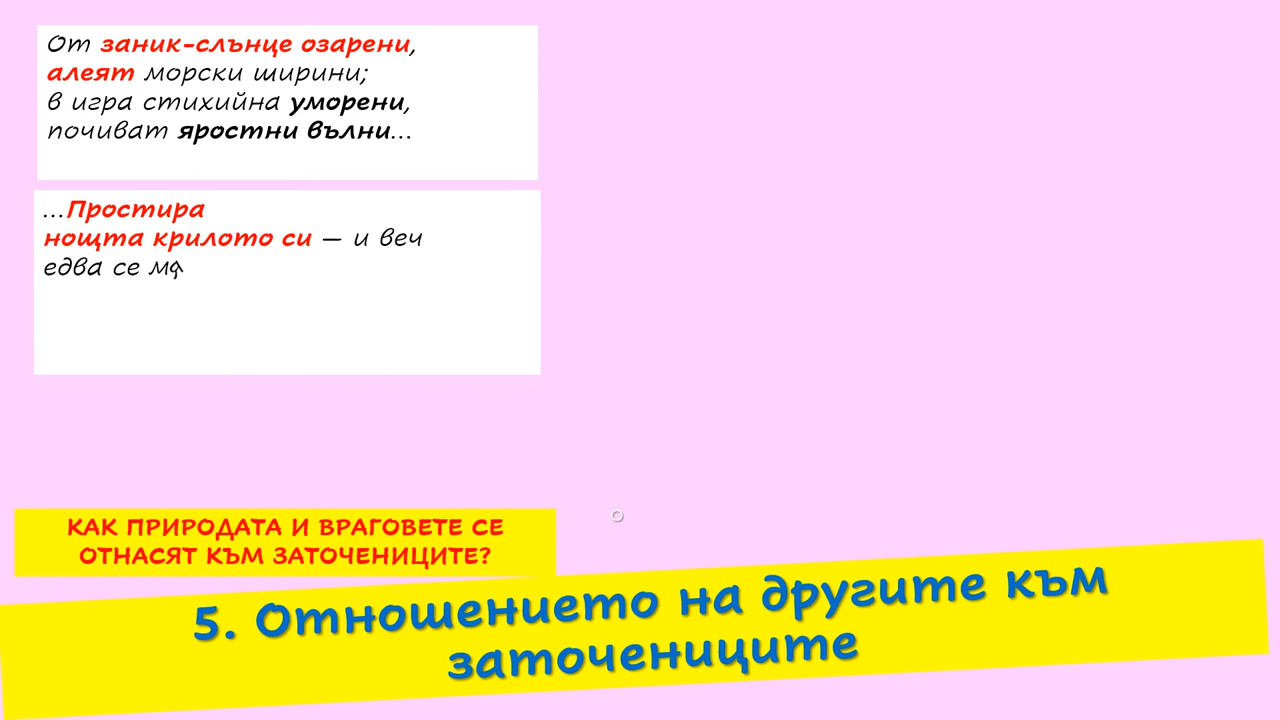 От заник-слънце озарени,
алеят морски ширини;
в игра стихийна уморени,
почиват яростни вълни...
...Простира
нощта крилото си – и веч
едва се
КАК ПРИРОДАТА И ВРАГОВЕТЕ СЕ
ОТНАСЯТ КЪМ ЗАТОЧЕНИЦИТЕ?
5. Отношението на другите към
заточениците